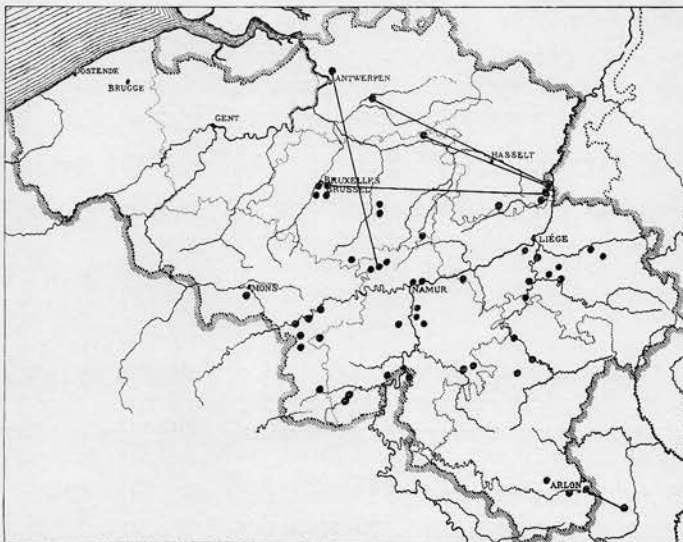 OOSTENDE
BRUGGE
ANTWERPEN
GENT
HASSELT
BRUXELLES
BRUSSEL
LIÉGE
MONS
NAMUR
ARLON